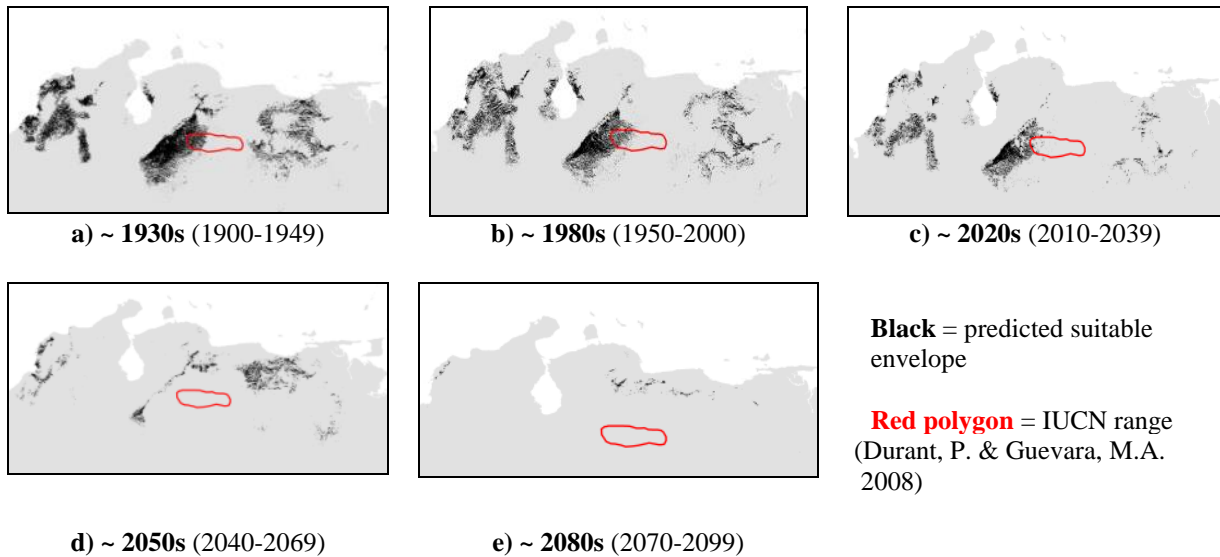 a) ~ 1930s (1900-1949)
b) ~ 1980s (1950-2000)
c) ~ 2020s (2010-2039)
Black = predicted suitable
envelope
Red polygon = IUCN range
(Durant, P. & Guevara, M.A.
2008)
d) ~ 2050s (2040-2069)
e) ~ 2080s (2070-2099)